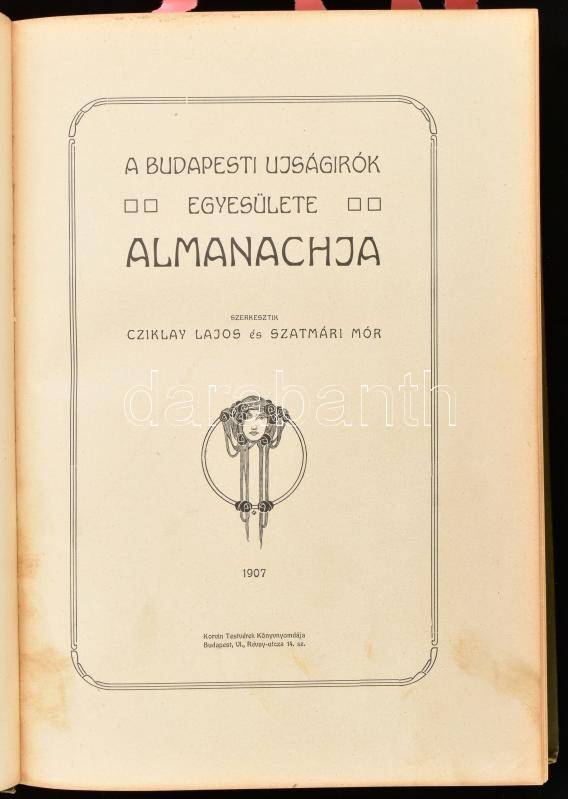 A BUDAPESTI UJSÁGIRÓK
EGYESÜLETE
ALMANACHJA
SZERKESZTIK
CZIKLAY LAJOS és SZATMÁRI MÓR
darabanth
1907
Korvin Testvérek Könyvnyomdája
Budapest, VI., Révay-utcza 14. sz.